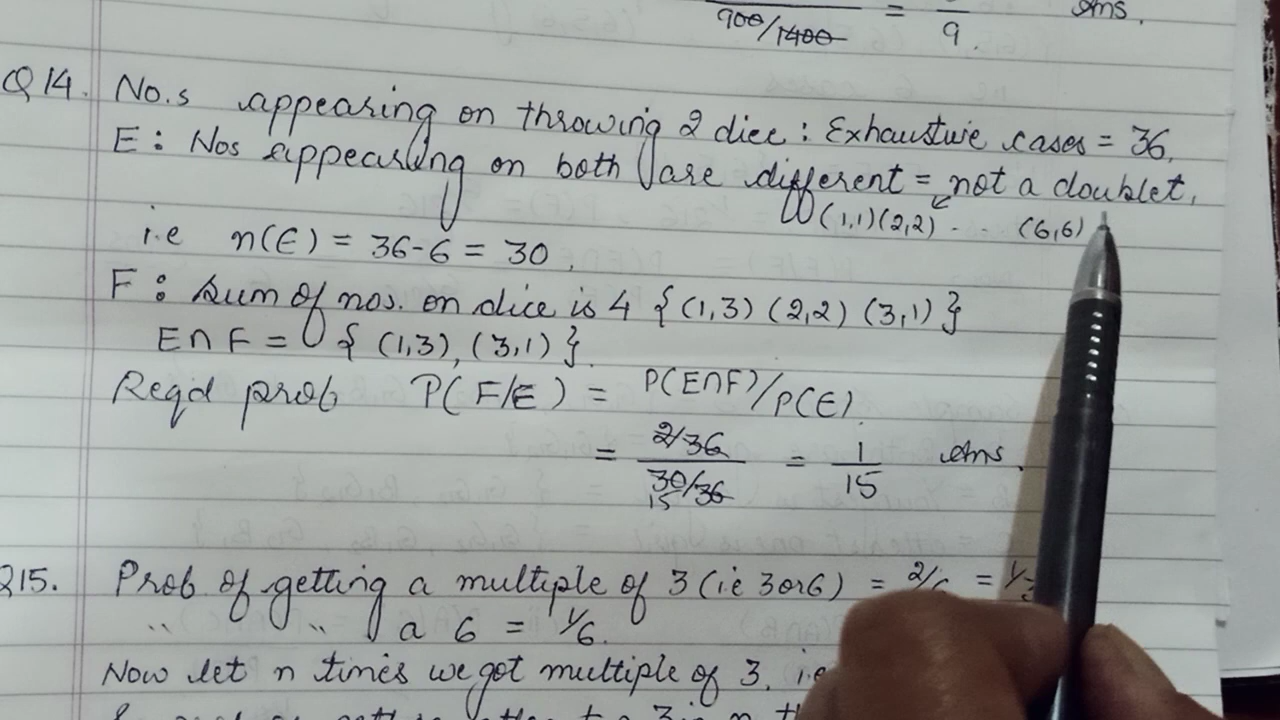 900/1400 = 9. Ans.
Q14. No.s appearing on throwing 2 dice : Exhaustive cases = 36.
E : Nos appearing on both are different = not a doublet.
(1,1)(2,2) - - (6,6)
i.e n(E) = 36-6 = 30.
F : Sum of nos. on dice is 4 { (1,3) (2,2) (3,1) }
E∩F = { (1,3), (3,1) }.
Reqd prob P(F/E) = P(E∩F)/P(E).
= 2/36 / 30/36 = 1/15 Ans.
15
Q15. Prob of getting a multiple of 3 (ie 3 or 6) = 2/6 = 1/3
" " a 6 = 1/6.
Now let n times we got multiple of 3. i.e